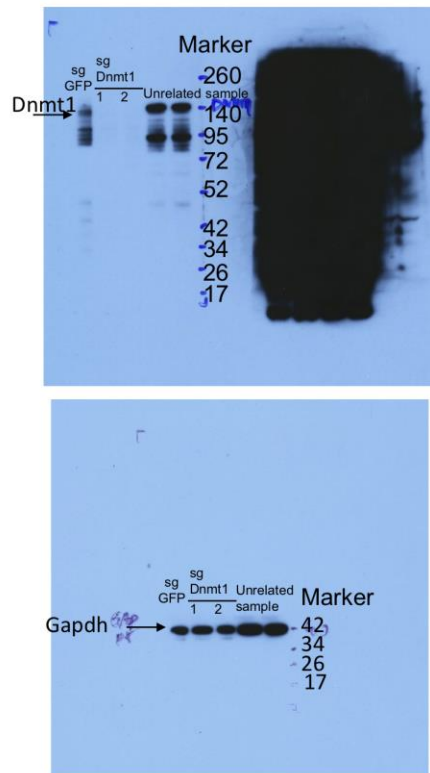 Marker
sg
GFP
sg
Dnmt1
1 2
Unrelated sample
Dnmt1
260
140
95
72
52
42
34
26
17
sg
GFP
sg
Dnmt1
1 2
Unrelated
sample
Marker
Gapdh
42
34
26
17